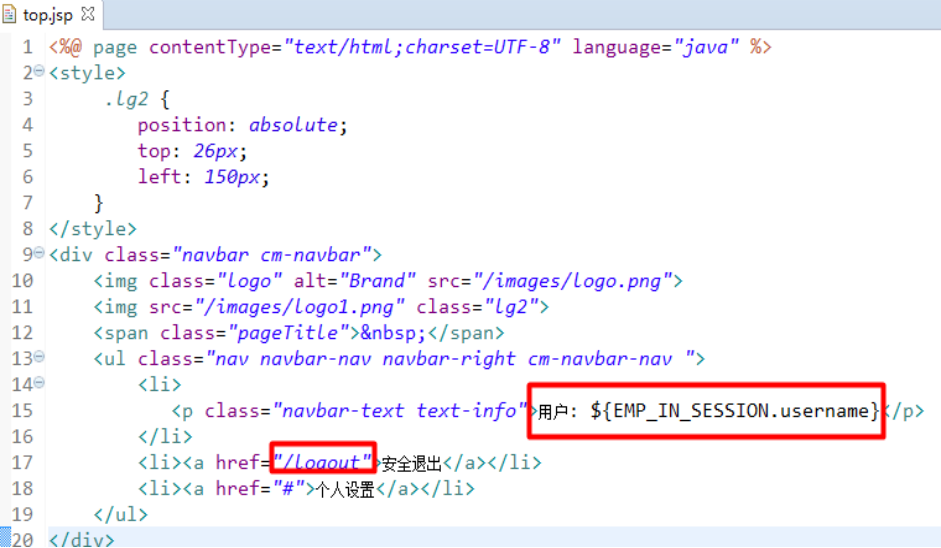 top.jsp
1 <%@ page contentType="text/html;charset=UTF-8" language="java" %>
2 <style>
3 .lg2 {
4 position: absolute;
5 top: 26px;
6 left: 150px;
7 }
8 </style>
9 <div class="navbar cm-navbar">
10 <img class="logo" alt="Brand" src="/images/logo.png">
11 <img src="/images/logo1.png" class="lg2">
12 <span class="pageTitle">&nbsp;</span>
13 <ul class="nav navbar-nav navbar-right cm-navbar-nav ">
14 <li>
15 <p class="navbar-text text-info">用户: ${EMP_IN_SESSION.username}</p>
16 </li>
17 <li><a href="/logout">安全退出</a></li>
18 <li><a href="#">个人设置</a></li>
19 </ul>
20 </div>